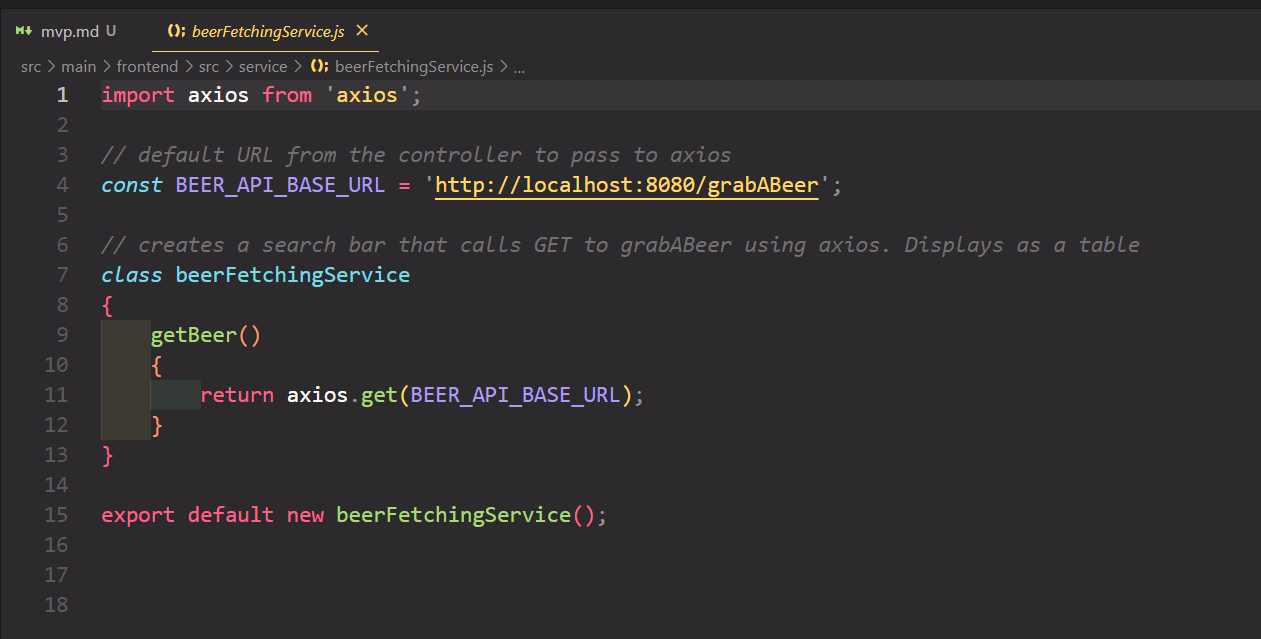 mvp.md U
(); beerFetchingService.js ×
src > main > frontend > src > service > (); beerFetchingService.js > ...
1 import axios from 'axios';
2
3 // default URL from the controller to pass to axios
4 const BEER_API_BASE_URL = 'http://localhost:8080/grabABeer';
5
6 // creates a search bar that calls GET to grabABeer using axios. Displays as a table
7 class beerFetchingService
8 {
9     getBeer()
10     {
11         return axios.get(BEER_API_BASE_URL);
12     }
13 }
14
15 export default new beerFetchingService();
16
17
18